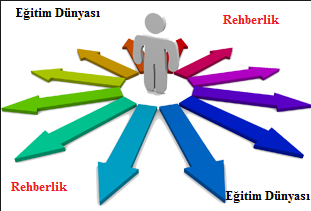 Eğitim Dünyası
Rehberlik
Rehberlik
Eğitim Dünyası